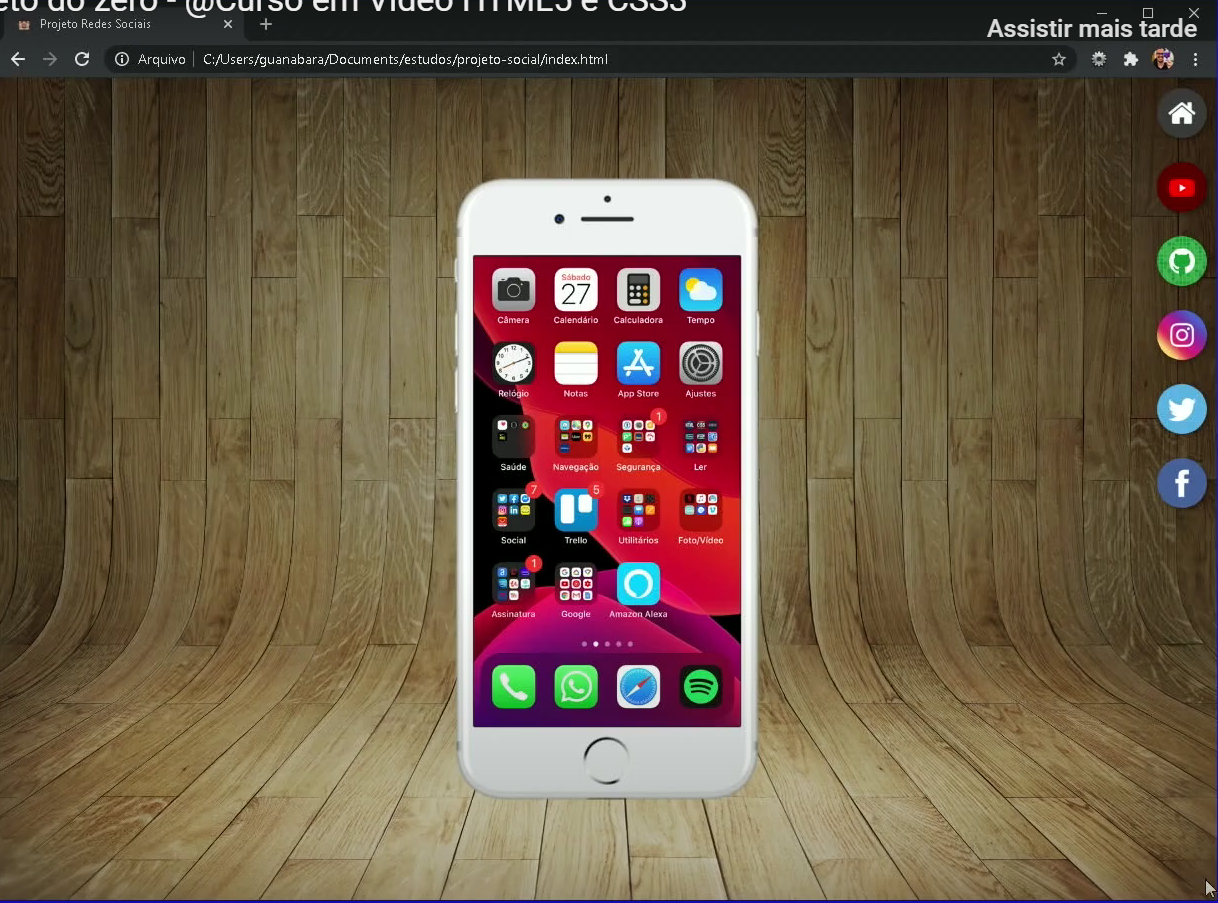 eto do zero - @Curso em Vídeo HTML5 e CSS3
Projeto Redes Sociais
Assistir mais tarde
Arquivo | C:/Users/guanabara/Documents/estudos/projeto-social/index.html
Sábado
27
Câmera Calendário Calculadora Tempo
Relógio Notas App Store Ajustes
1
Saúde Navegação Segurança Ler
7 5
Social Trello Utilitários Foto/Vídeo
1
Assinatura Google Amazon Alexa